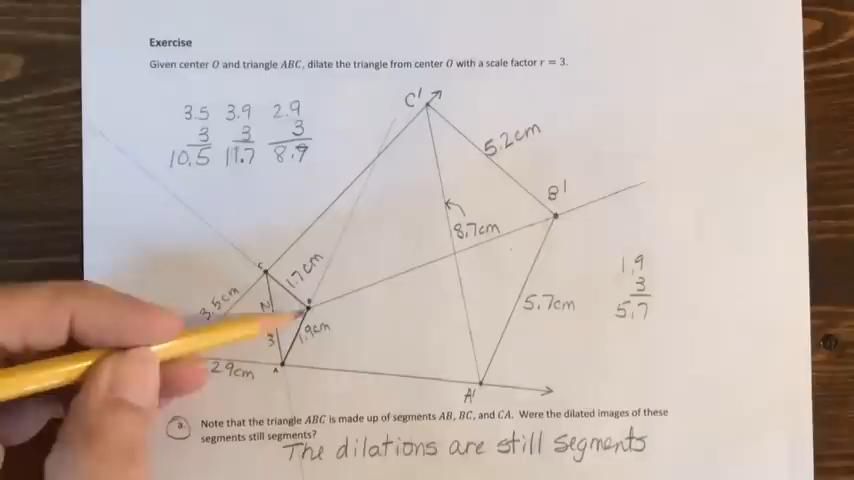 Exercise
Given center O and triangle ABC, dilate the triangle from center O with a scale factor r = 3.
3.5 3.9 2.9
3 3 3
10.5 11.7 8.7
C'
5.2cm
B'
8.7cm
C
1.7cm
3.5cm
1.9
3
5.7
5.7cm
1.9cm
3
2.9cm
A
A'
a. Note that the triangle ABC is made up of segments AB, BC, and CA. Were the dilated images of these
segments still segments?
The dilations are still segments